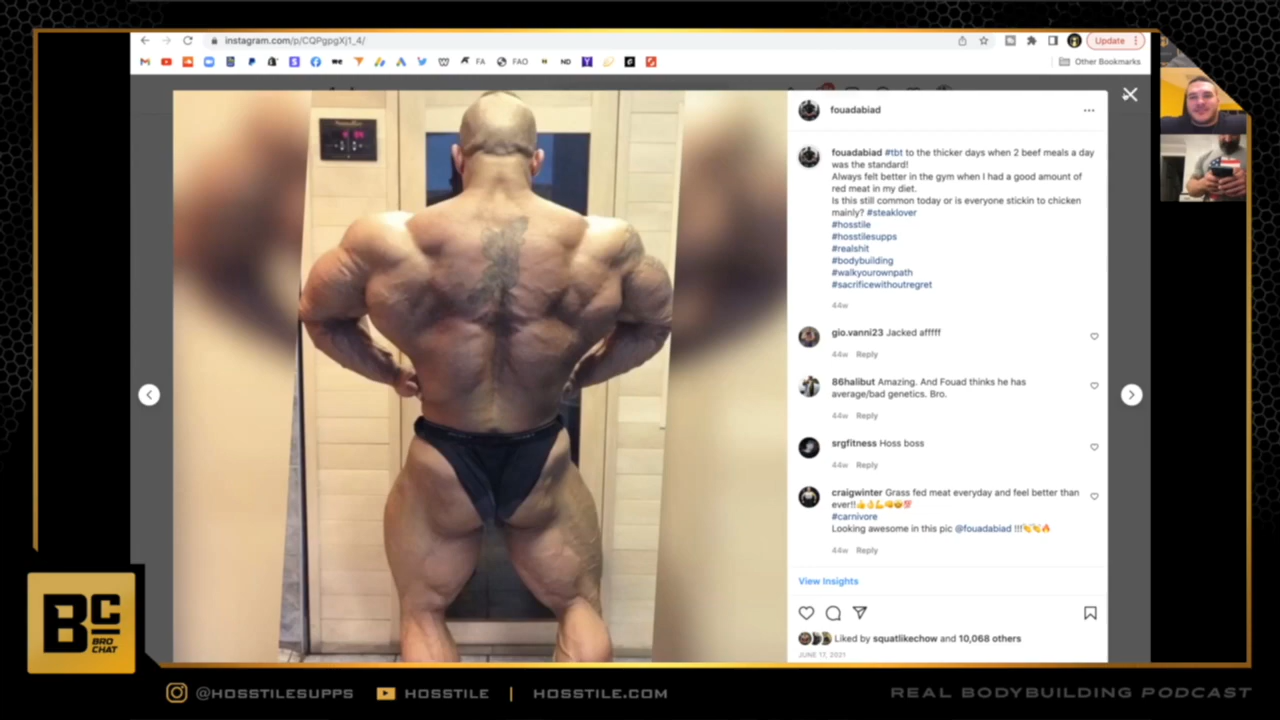 instagram.com/p/CQPgpgXj1_4/
Update
FA
FAO
ND
Other Bookmarks
fouadabiad
fouadabiad #tbt to the thicker days when 2 beef meals a day
was the standard!
Always felt better in the gym when I had a good amount of
red meat in my diet.
Is this still common today or is everyone stickin to chicken
mainly? #steaklover
#hosstile
#hosstilesupps
#realshit
#bodybuilding
#walkyourownpath
#sacrificewithoutregret
44w
gio.vanni23 Jacked afffff
44w Reply
86halibut Amazing. And Fouad thinks he has
average/bad genetics. Bro.
44w Reply
srgfitness Hoss boss
44w Reply
craigwinter Grass fed meat everyday and feel better than
ever!!👍👌💪🥩😍💯
#carnivore
Looking awesome in this pic @fouadabiad !!!👏👏🔥
44w Reply
View Insights
Liked by squatlikechow and 10,068 others
JUNE 17, 2021
BC
BRO
CHAT
@HOSSTILESUPPS
HOSSTILE | HOSSTILE.COM
REAL BODYBUILDING PODCAST